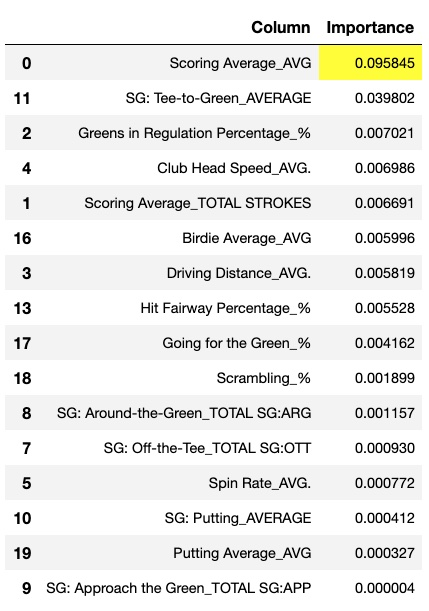 Column Importance
0 Scoring Average_AVG 0.095845
11 SG: Tee-to-Green_AVERAGE 0.039802
2 Greens in Regulation Percentage_% 0.007021
4 Club Head Speed_AVG. 0.006986
1 Scoring Average_TOTAL STROKES 0.006691
16 Birdie Average_AVG 0.005996
3 Driving Distance_AVG. 0.005819
13 Hit Fairway Percentage_% 0.005528
17 Going for the Green_% 0.004162
18 Scrambling_% 0.001899
8 SG: Around-the-Green_TOTAL SG:ARG 0.001157
7 SG: Off-the-Tee_TOTAL SG:OTT 0.000930
5 Spin Rate_AVG. 0.000772
10 SG: Putting_AVERAGE 0.000412
19 Putting Average_AVG 0.000327
9 SG: Approach the Green_TOTAL SG:APP 0.000004